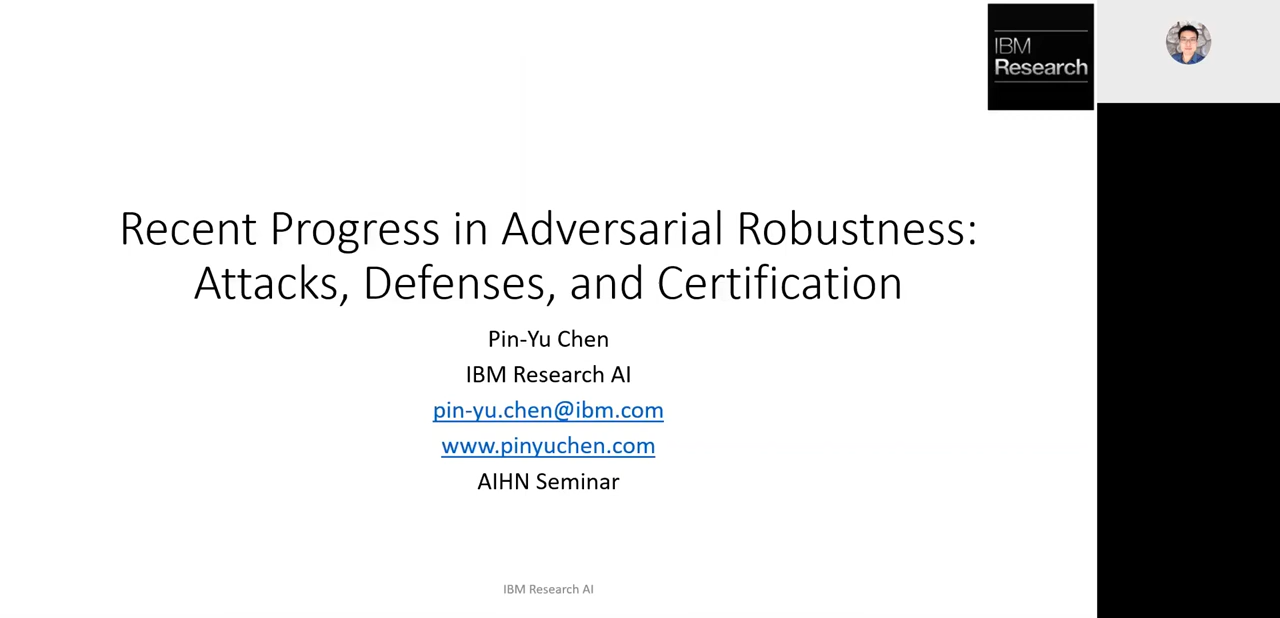 IBM
Research
Recent Progress in Adversarial Robustness:
Attacks, Defenses, and Certification
Pin-Yu Chen
IBM Research AI
pin-yu.chen@ibm.com
www.pinyuchen.com
AIHN Seminar
IBM Research AI